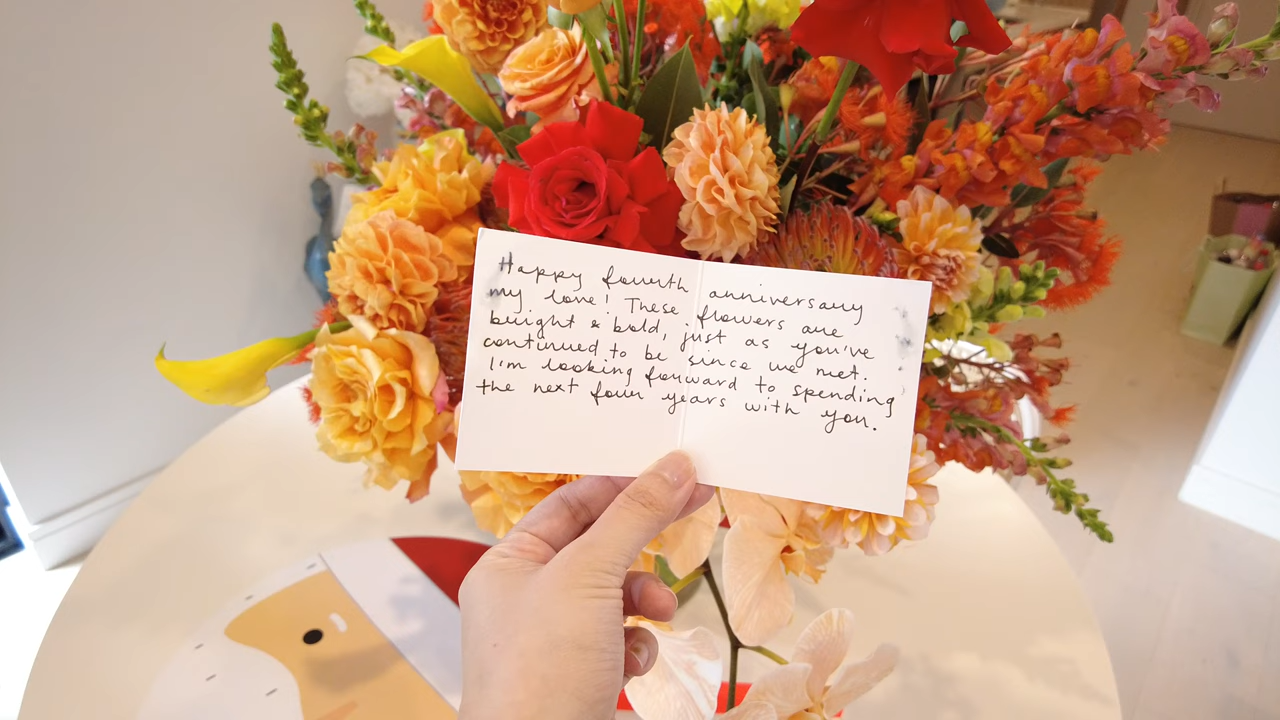 Happy fourth anniversary
my love! These flowers are
bright & bold, just as you've
continued to be since we met.
I'm looking forward to spending
the next four years with you.